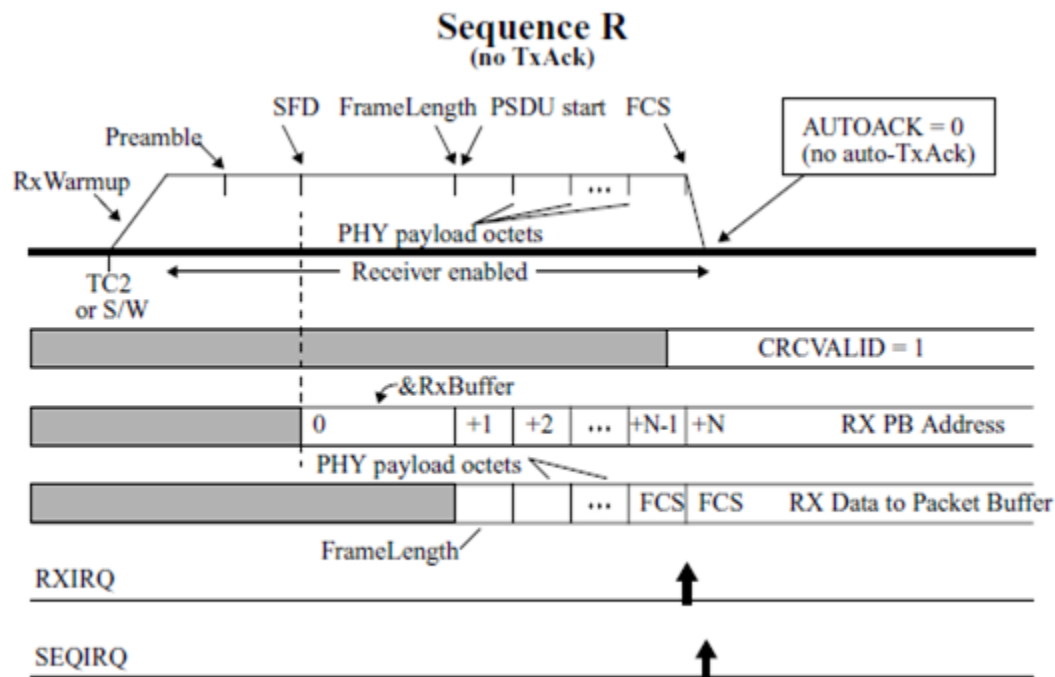 Sequence R
(no TxAck)
SFD FrameLength PSDU start FCS
AUTOACK = 0
(no auto-TxAck)
Preamble
RxWarmup
...
PHY payload octets
Receiver enabled
TC2
or S/W
CRCVALID = 1
&RxBuffer
0 +1 +2 ... +N-1 +N RX PB Address
PHY payload octets
... FCS FCS RX Data to Packet Buffer
FrameLength
RXIRQ
SEQIRQ